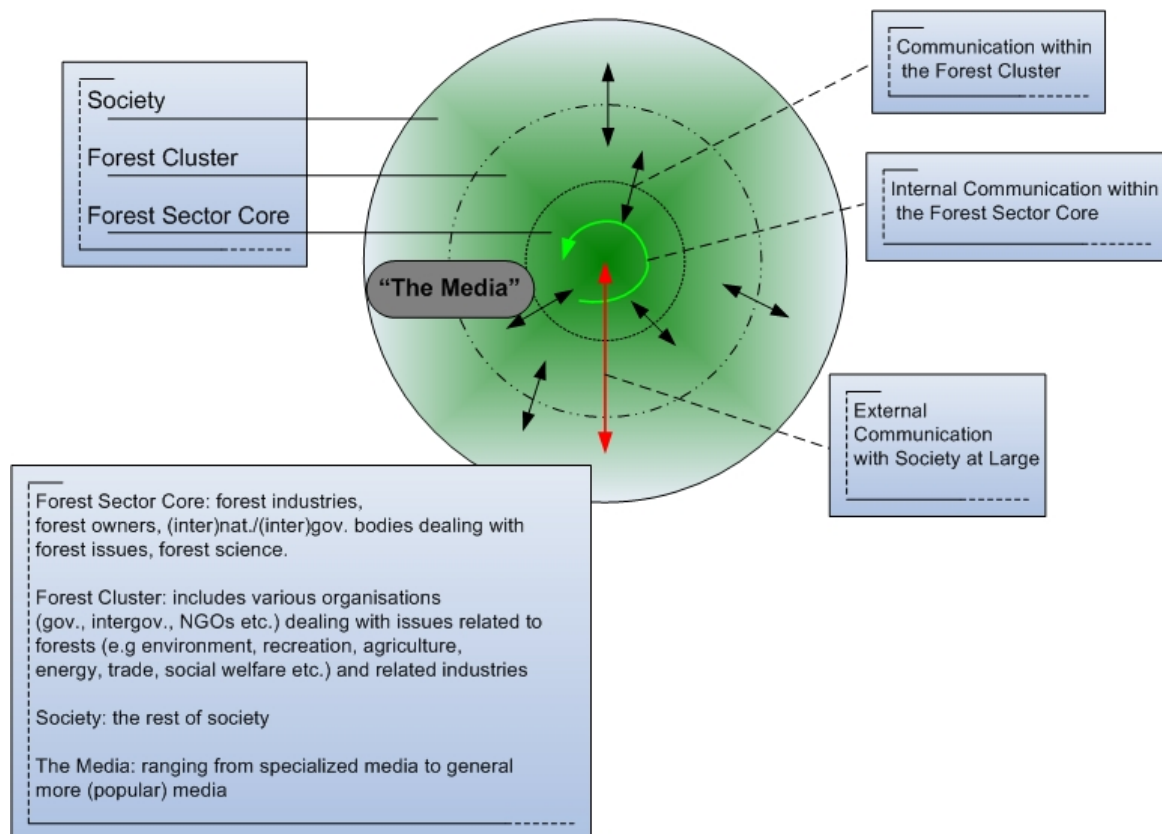 Society
Forest Cluster
Forest Sector Core
Communication within
the Forest Cluster
Internal Communication within
the Forest Sector Core
“The Media”
External
Communication
with Society at Large
Forest Sector Core: forest industries,
forest owners, (inter)nat./(inter)gov. bodies dealing with
forest issues, forest science.
Forest Cluster: includes various organisations
(gov., intergov., NGOs etc.) dealing with issues related to
forests (e.g environment, recreation, agriculture,
energy, trade, social welfare etc.) and related industries
Society: the rest of society
The Media: ranging from specialized media to general
more (popular) media